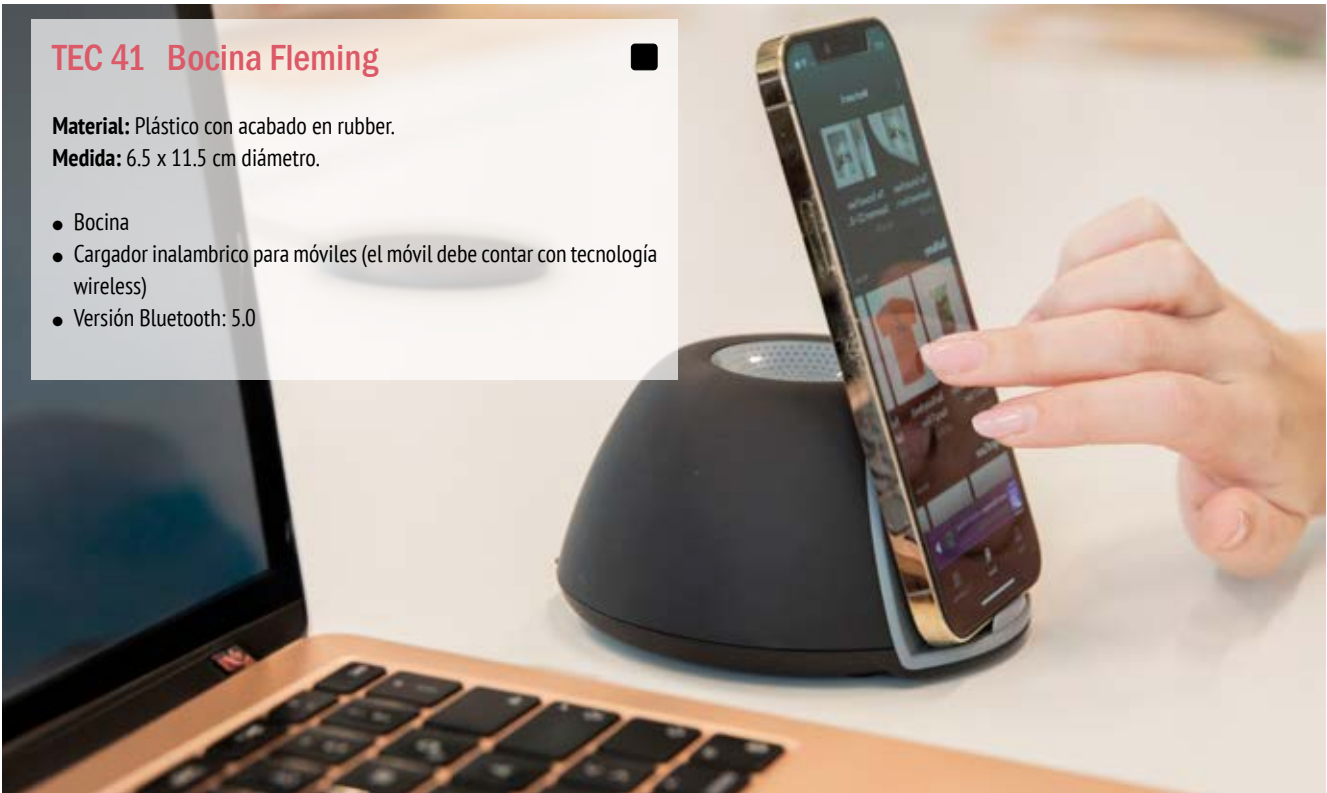 TEC 41 Bocina Fleming
Material: Plástico con acabado en rubber.
Medida: 6.5 x 11.5 cm diámetro.
● Bocina
● Cargador inalambrico para móviles (el móvil debe contar con tecnología
wireless)
● Versión Bluetooth: 5.0